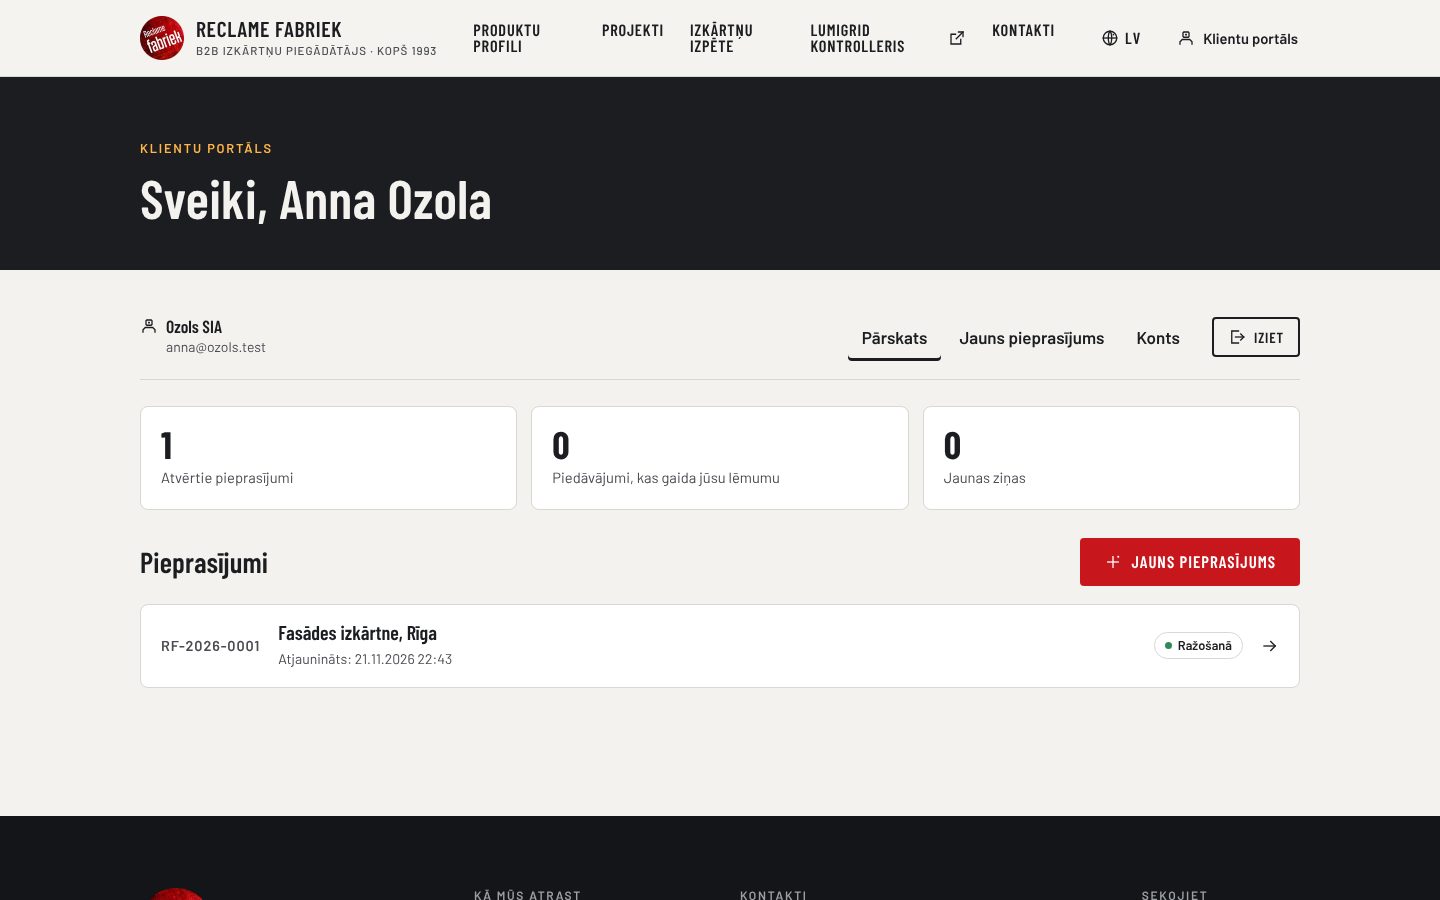 Reclame fabriek
RECLAME FABRIEK
B2B IZKĀRTŅU PIEGĀDĀTĀJS · KOPŠ 1993
PRODUKTU PROFILI
PROJEKTI
IZKĀRTŅU IZPĒTE
LUMIGRID KONTROLLERIS
KONTAKTI
LV
Klientu portāls
KLIENTU PORTĀLS
Sveiki, Anna Ozola
Ozols SIA
anna@ozols.test
Pārskats
Jauns pieprasījums
Konts
IZIET
1
Atvērtie pieprasījumi
0
Piedāvājumi, kas gaida jūsu lēmumu
0
Jaunas ziņas
Pieprasījumi
JAUNS PIEPRASĪJUMS
RF-2026-0001
Fasādes izkārtne, Rīga
Atjaunināts: 21.11.2026 22:43
Ražošanā
KĀ MŪS ATRAST
KONTAKTI
SEKOJIET